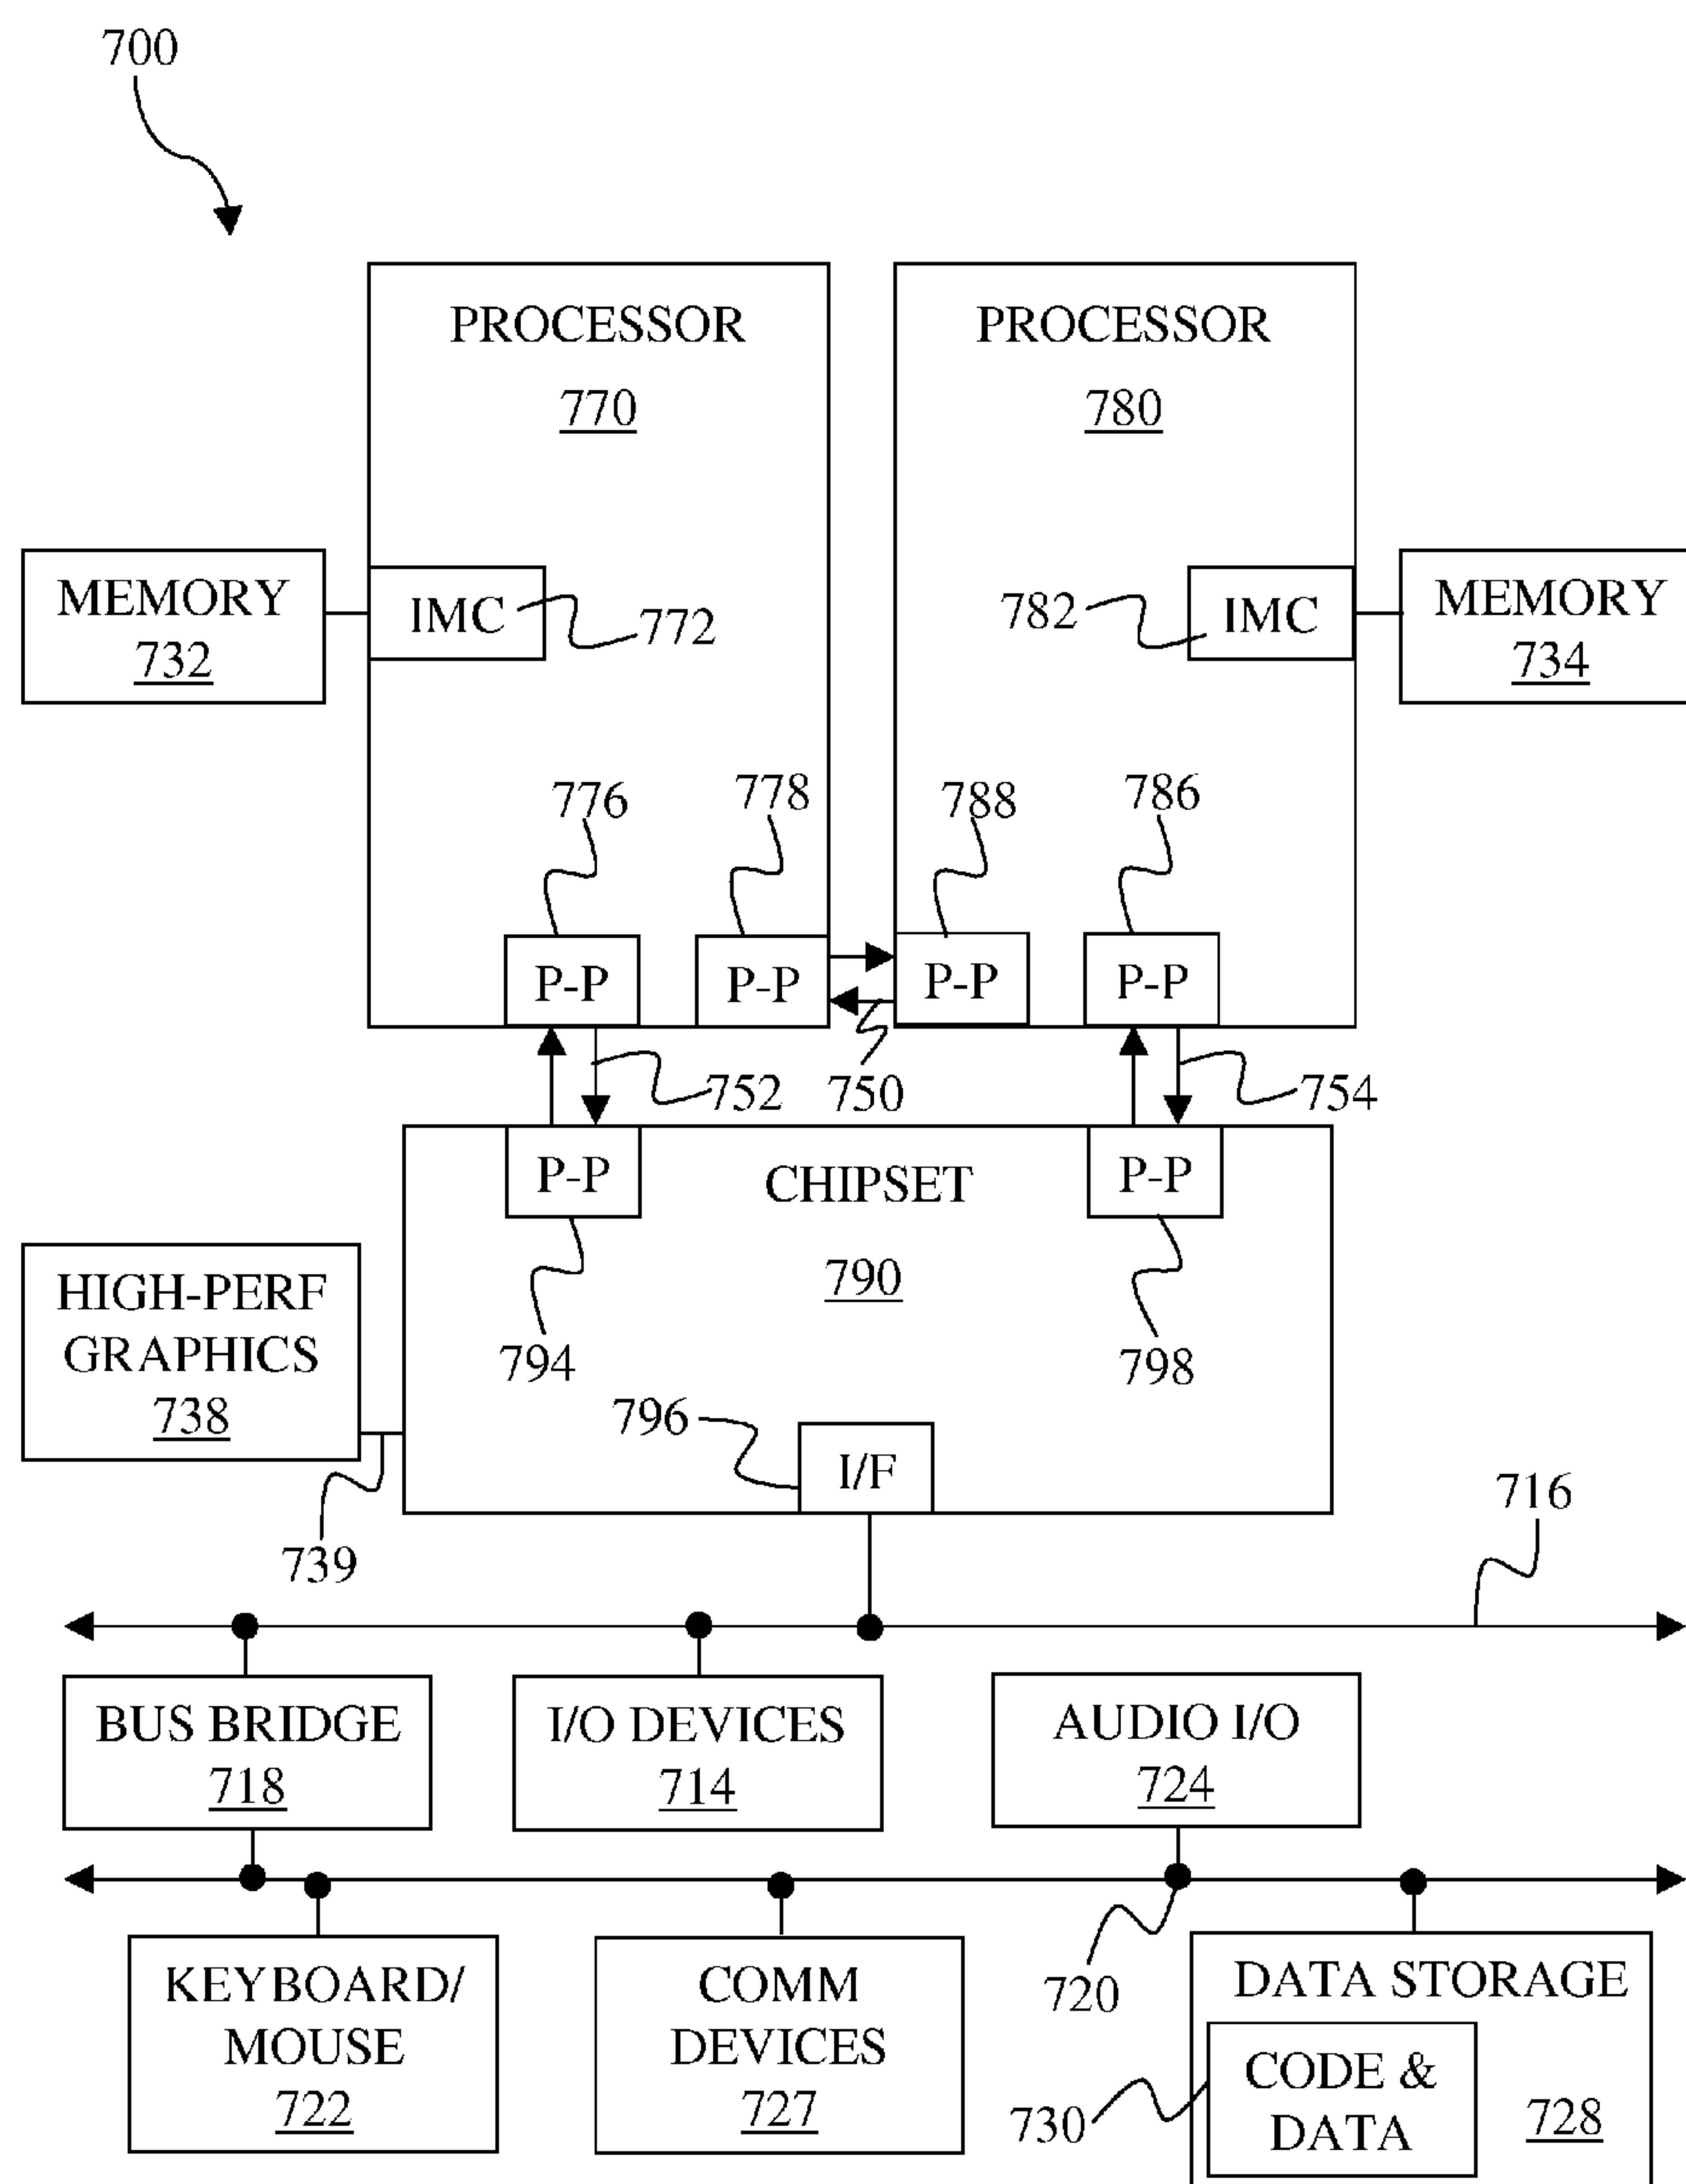 700
PROCESSOR
770
PROCESSOR
780
MEMORY
732
IMC
772
782
IMC
MEMORY
734
776
778
788
786
P-P
P-P
P-P
P-P
752
750
754
P-P
CHIPSET
P-P
790
794
798
HIGH-PERF
GRAPHICS
738
796
I/F
739
716
BUS BRIDGE
718
I/O DEVICES
714
AUDIO I/O
724
720
KEYBOARD/
MOUSE
722
COMM
DEVICES
727
DATA STORAGE
CODE &
DATA
730
728